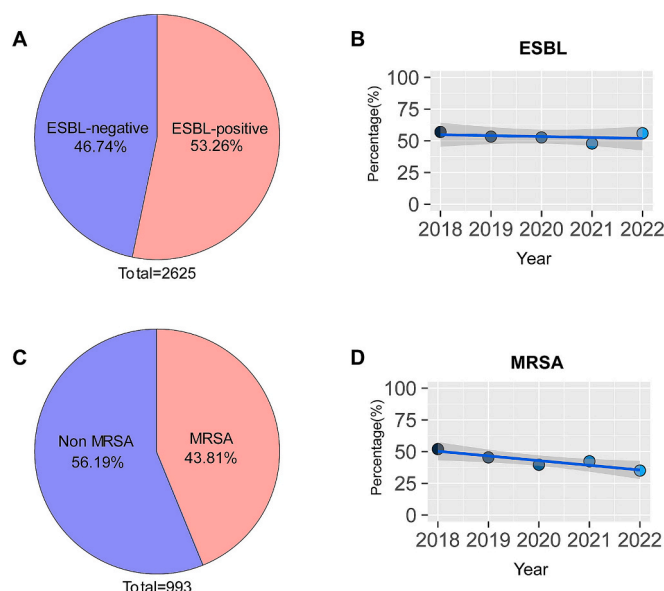 A
ESBL-negative
46.74%
ESBL-positive
53.26%
Total=2625
B
ESBL
Percentage(%)
100
75
50
25
0
2018 2019 2020 2021 2022
Year
C
Non MRSA
56.19%
MRSA
43.81%
Total=993
D
MRSA
Percentage(%)
100
75
50
25
0
2018 2019 2020 2021 2022
Year